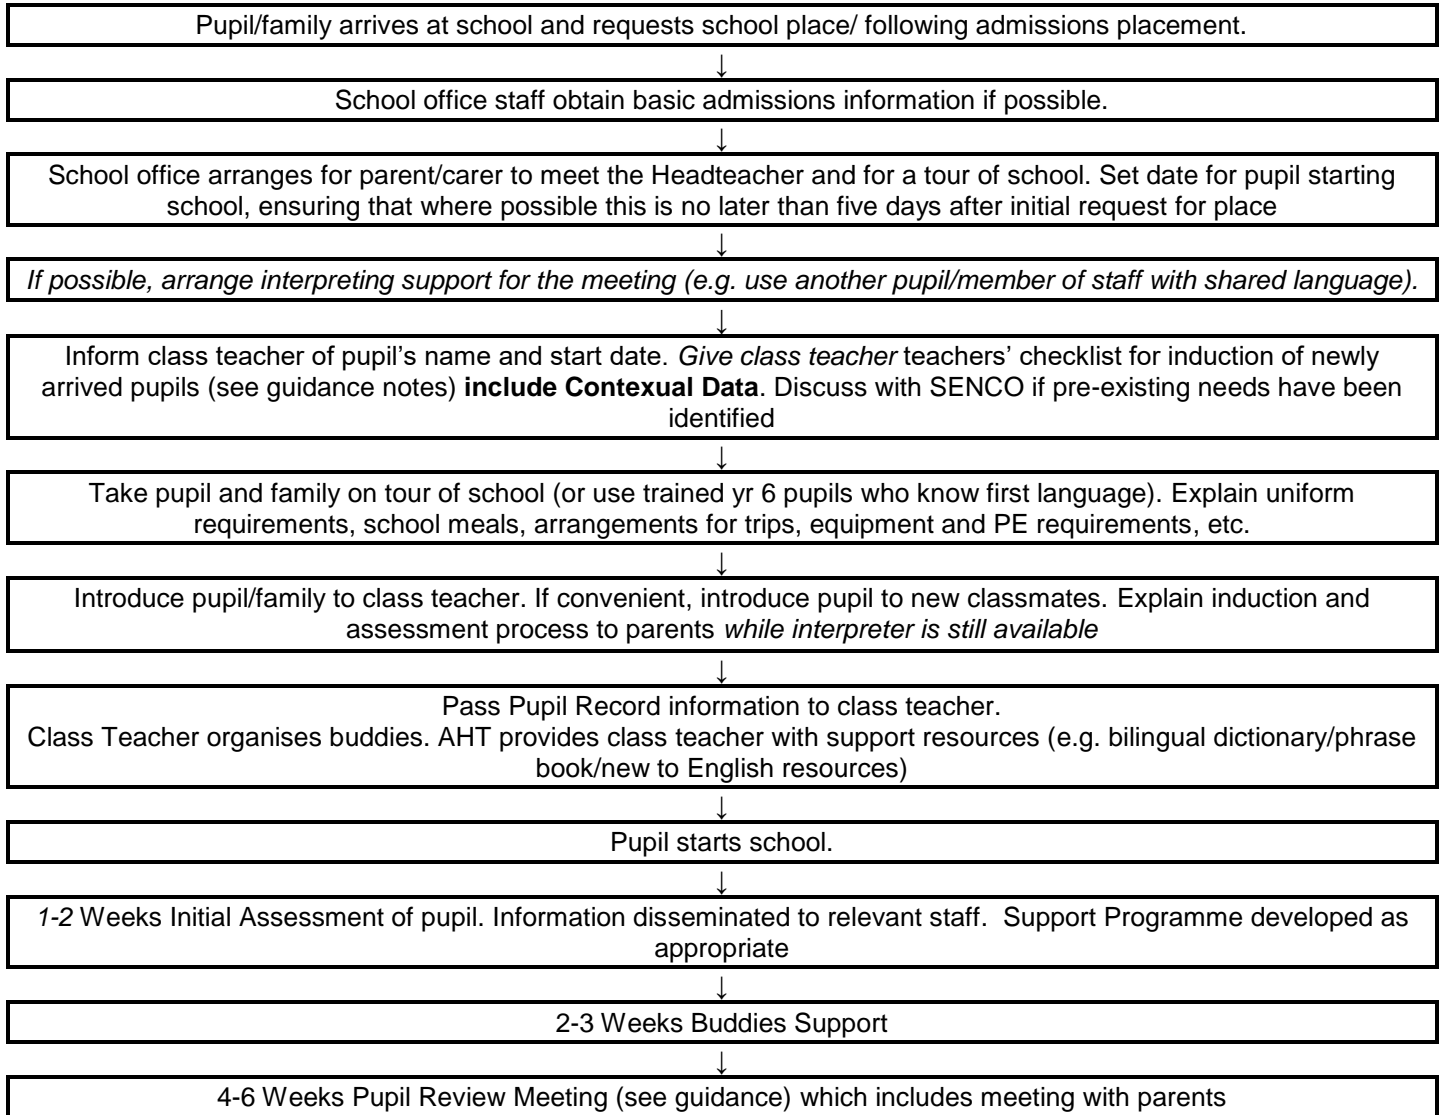 Pupil/family arrives at school and requests school place/ following admissions placement.
↓
School office staff obtain basic admissions information if possible.
↓
School office arranges for parent/carer to meet the Headteacher and for a tour of school. Set date for pupil starting
school, ensuring that where possible this is no later than five days after initial request for place
↓
If possible, arrange interpreting support for the meeting (e.g. use another pupil/member of staff with shared language).
↓
Inform class teacher of pupil's name and start date. Give class teacher teachers' checklist for induction of newly
arrived pupils (see guidance notes) include Contexual Data. Discuss with SENCO if pre-existing needs have been
identified
↓
Take pupil and family on tour of school (or use trained yr 6 pupils who know first language). Explain uniform
requirements, school meals, arrangements for trips, equipment and PE requirements, etc.
↓
Introduce pupil/family to class teacher. If convenient, introduce pupil to new classmates. Explain induction and
assessment process to parents while interpreter is still available
↓
Pass Pupil Record information to class teacher.
Class Teacher organises buddies. AHT provides class teacher with support resources (e.g. bilingual dictionary/phrase
book/new to English resources)
↓
Pupil starts school.
↓
1-2 Weeks Initial Assessment of pupil. Information disseminated to relevant staff.  Support Programme developed as
appropriate
↓
2-3 Weeks Buddies Support
↓
4-6 Weeks Pupil Review Meeting (see guidance) which includes meeting with parents